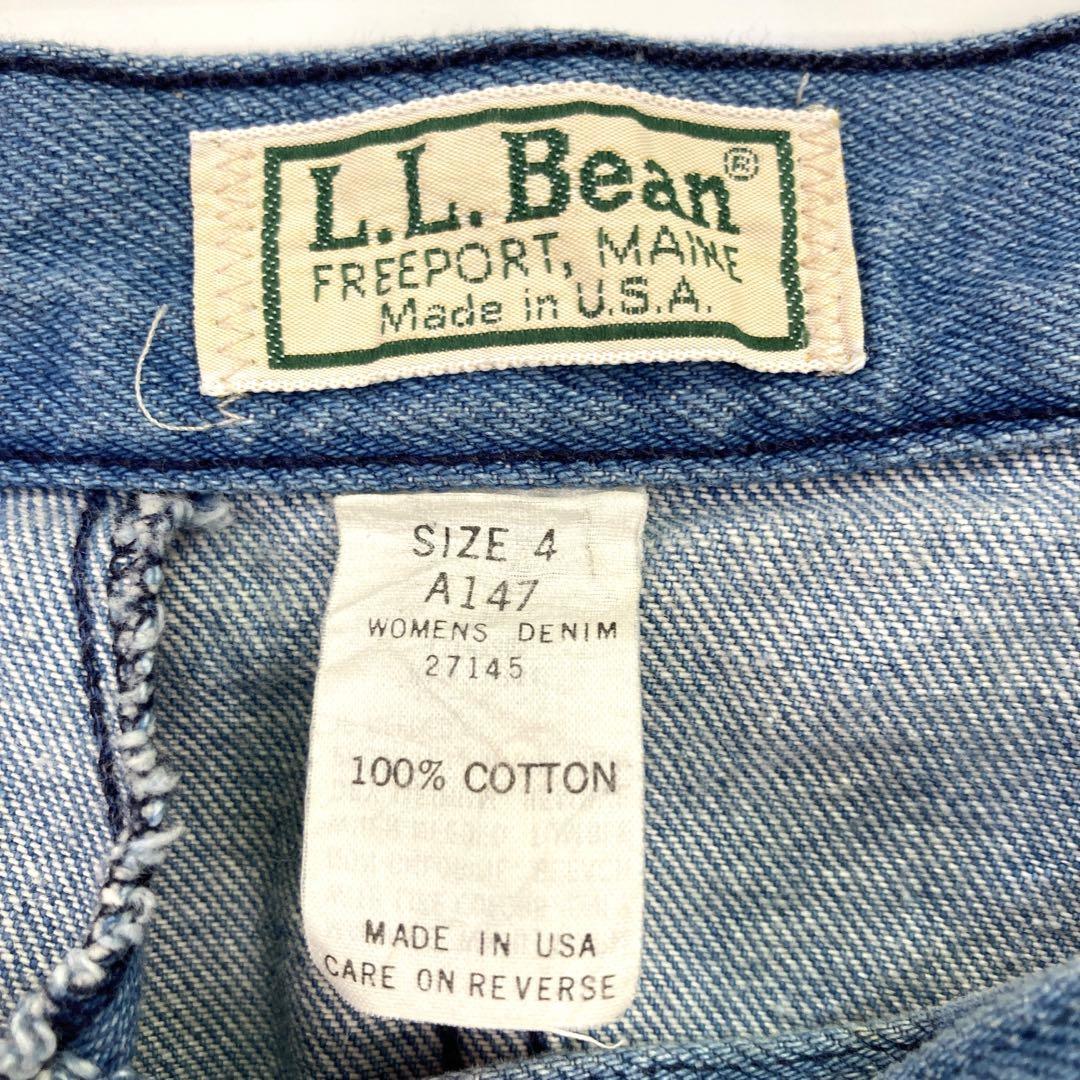 L.L.Bean®
FREEPORT, MAINE
Made in U.S.A.
SIZE 4
A147
WOMENS DENIM
27145
100% COTTON
MADE IN USA
CARE ON REVERSE